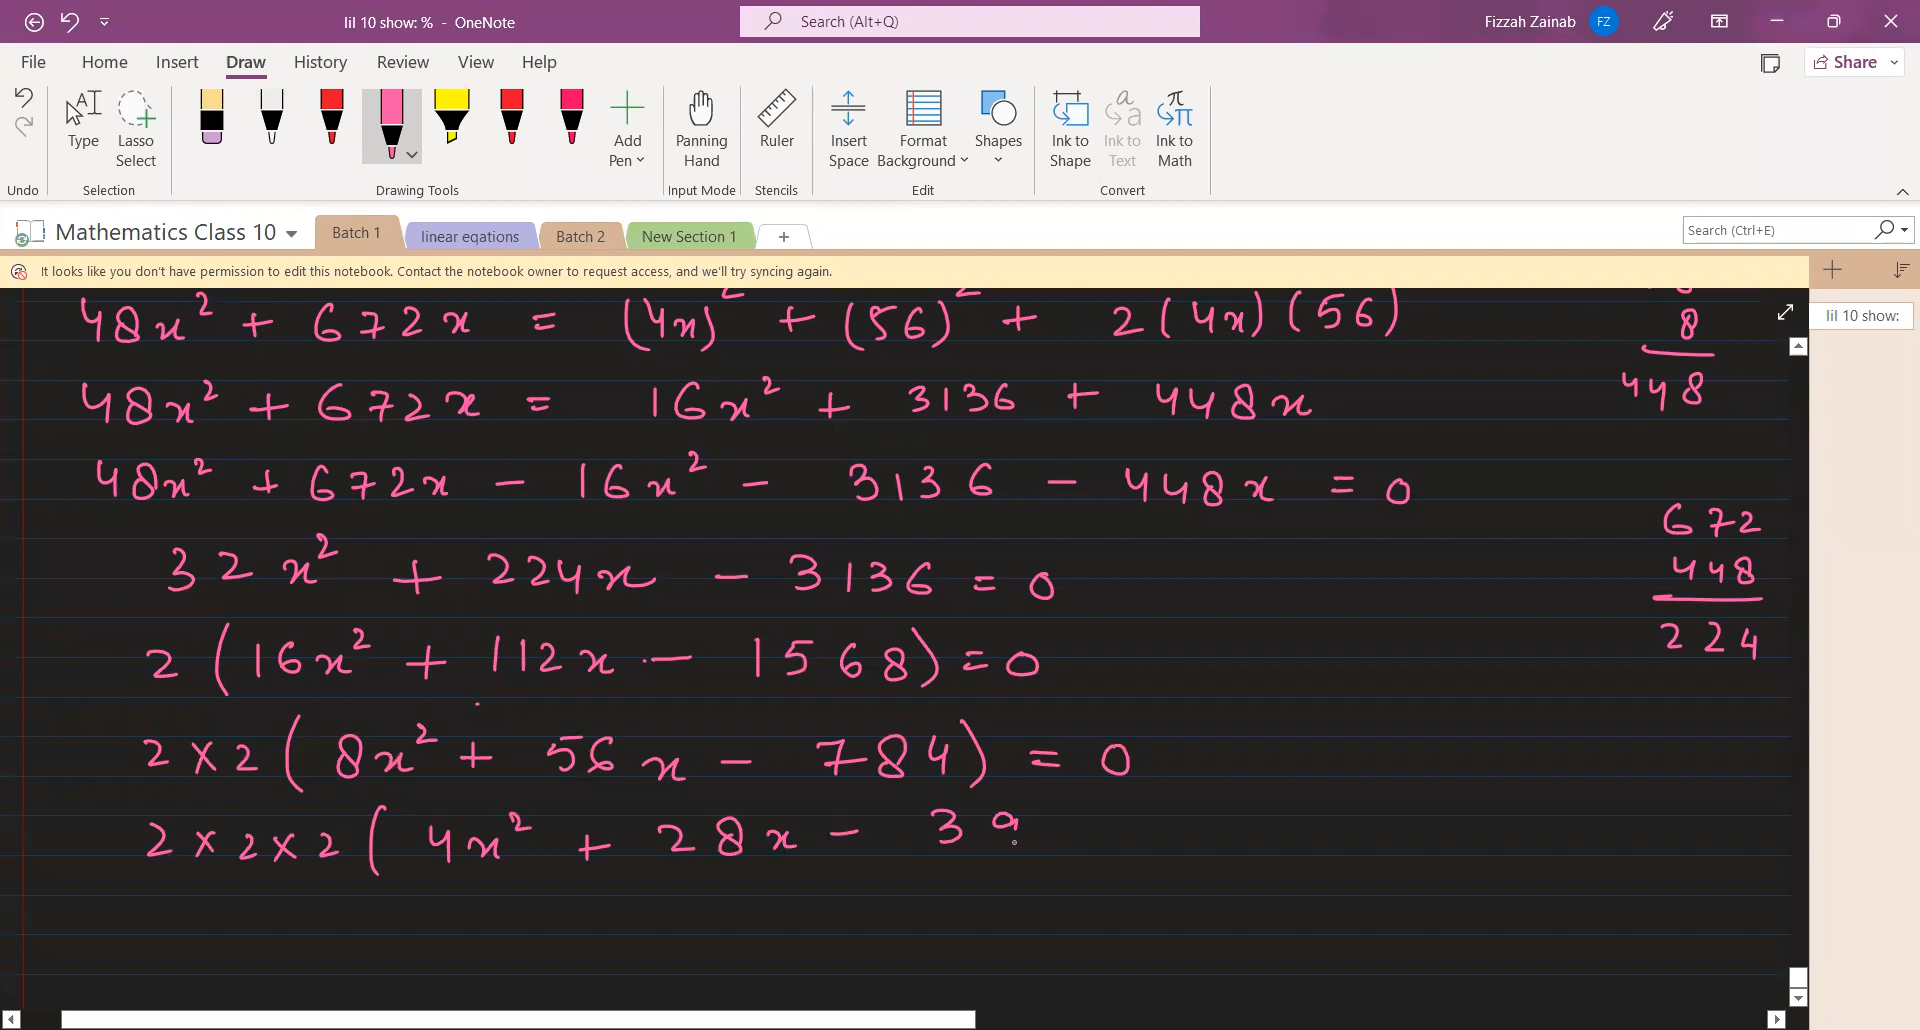 lil 10 show: % - OneNote
Search (Alt+Q)
Fizzah Zainab
FZ
File Home Insert Draw History Review View Help
Share
Type
Lasso Select
Add Pen
Panning Hand
Ruler
Insert Space
Format Background
Shapes
Ink to Shape
Ink to Text
Ink to Math
Undo
Selection
Drawing Tools
Input Mode
Stencils
Edit
Convert
Mathematics Class 10
Batch 1
linear eqations
Batch 2
New Section 1
Search (Ctrl+E)
It looks like you don't have permission to edit this notebook. Contact the notebook owner to request access, and we'll try syncing again.
lil 10 show:
48x² + 672x = (4x)² + (56)² + 2(4x)(56)
8
448
48x² + 672x = 16x² + 3136 + 448x
48x² + 672x - 16x² - 3136 - 448x = 0
672
448
224
32x² + 224x - 3136 = 0
2(16x² + 112x - 1568) = 0
2×2(8x² + 56x - 784) = 0
2×2×2(4x² + 28x - 39